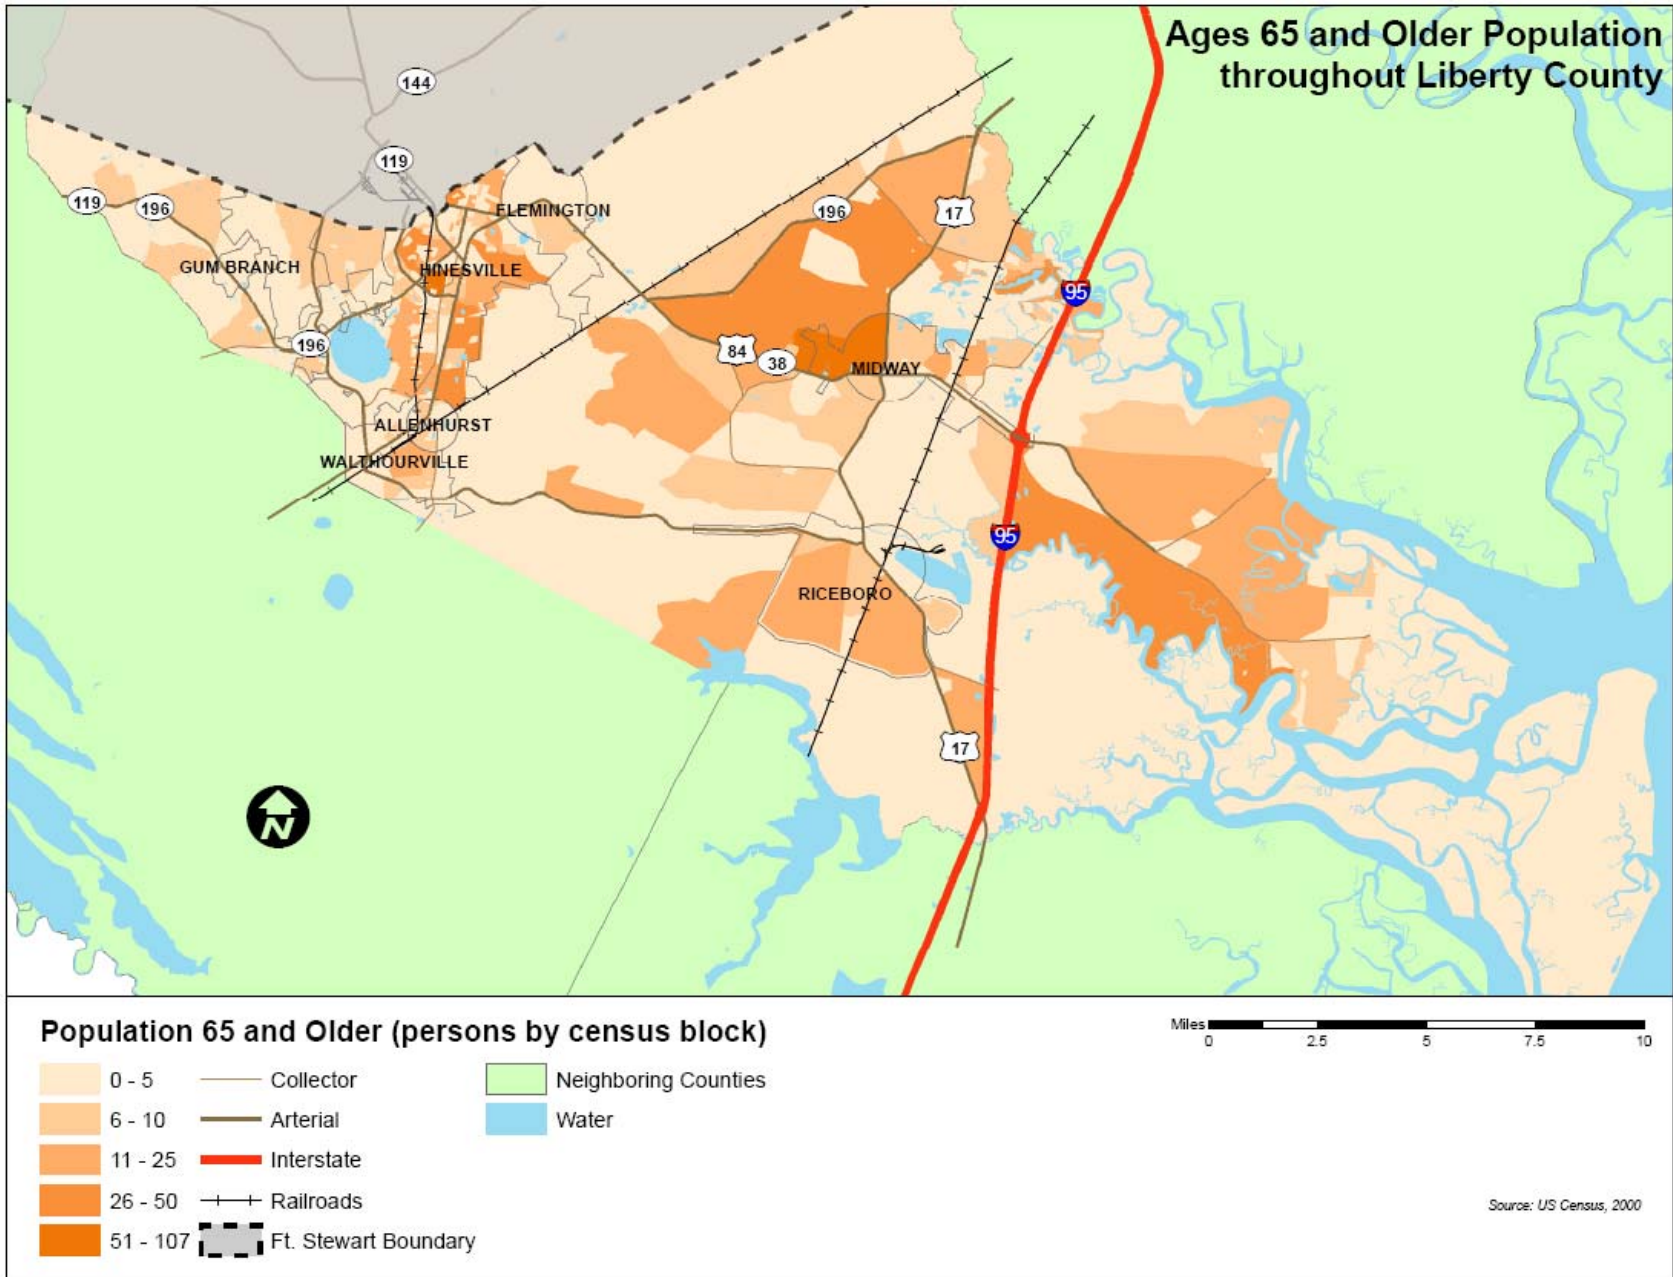 Ages 65 and Older Population
throughout Liberty County
144
119
119
196
196
17
FLEMINGTON
GUM BRANCH
HINESVILLE
95
196
84
38
MIDWAY
ALLENHURST
WALTHOURVILLE
95
RICEBORO
17
N
Population 65 and Older (persons by census block)
0 - 5
6 - 10
11 - 25
26 - 50
51 - 107
Collector
Arterial
Interstate
Railroads
Ft. Stewart Boundary
Neighboring Counties
Water
Miles
0 2.5 5 7.5 10
Source: US Census, 2000